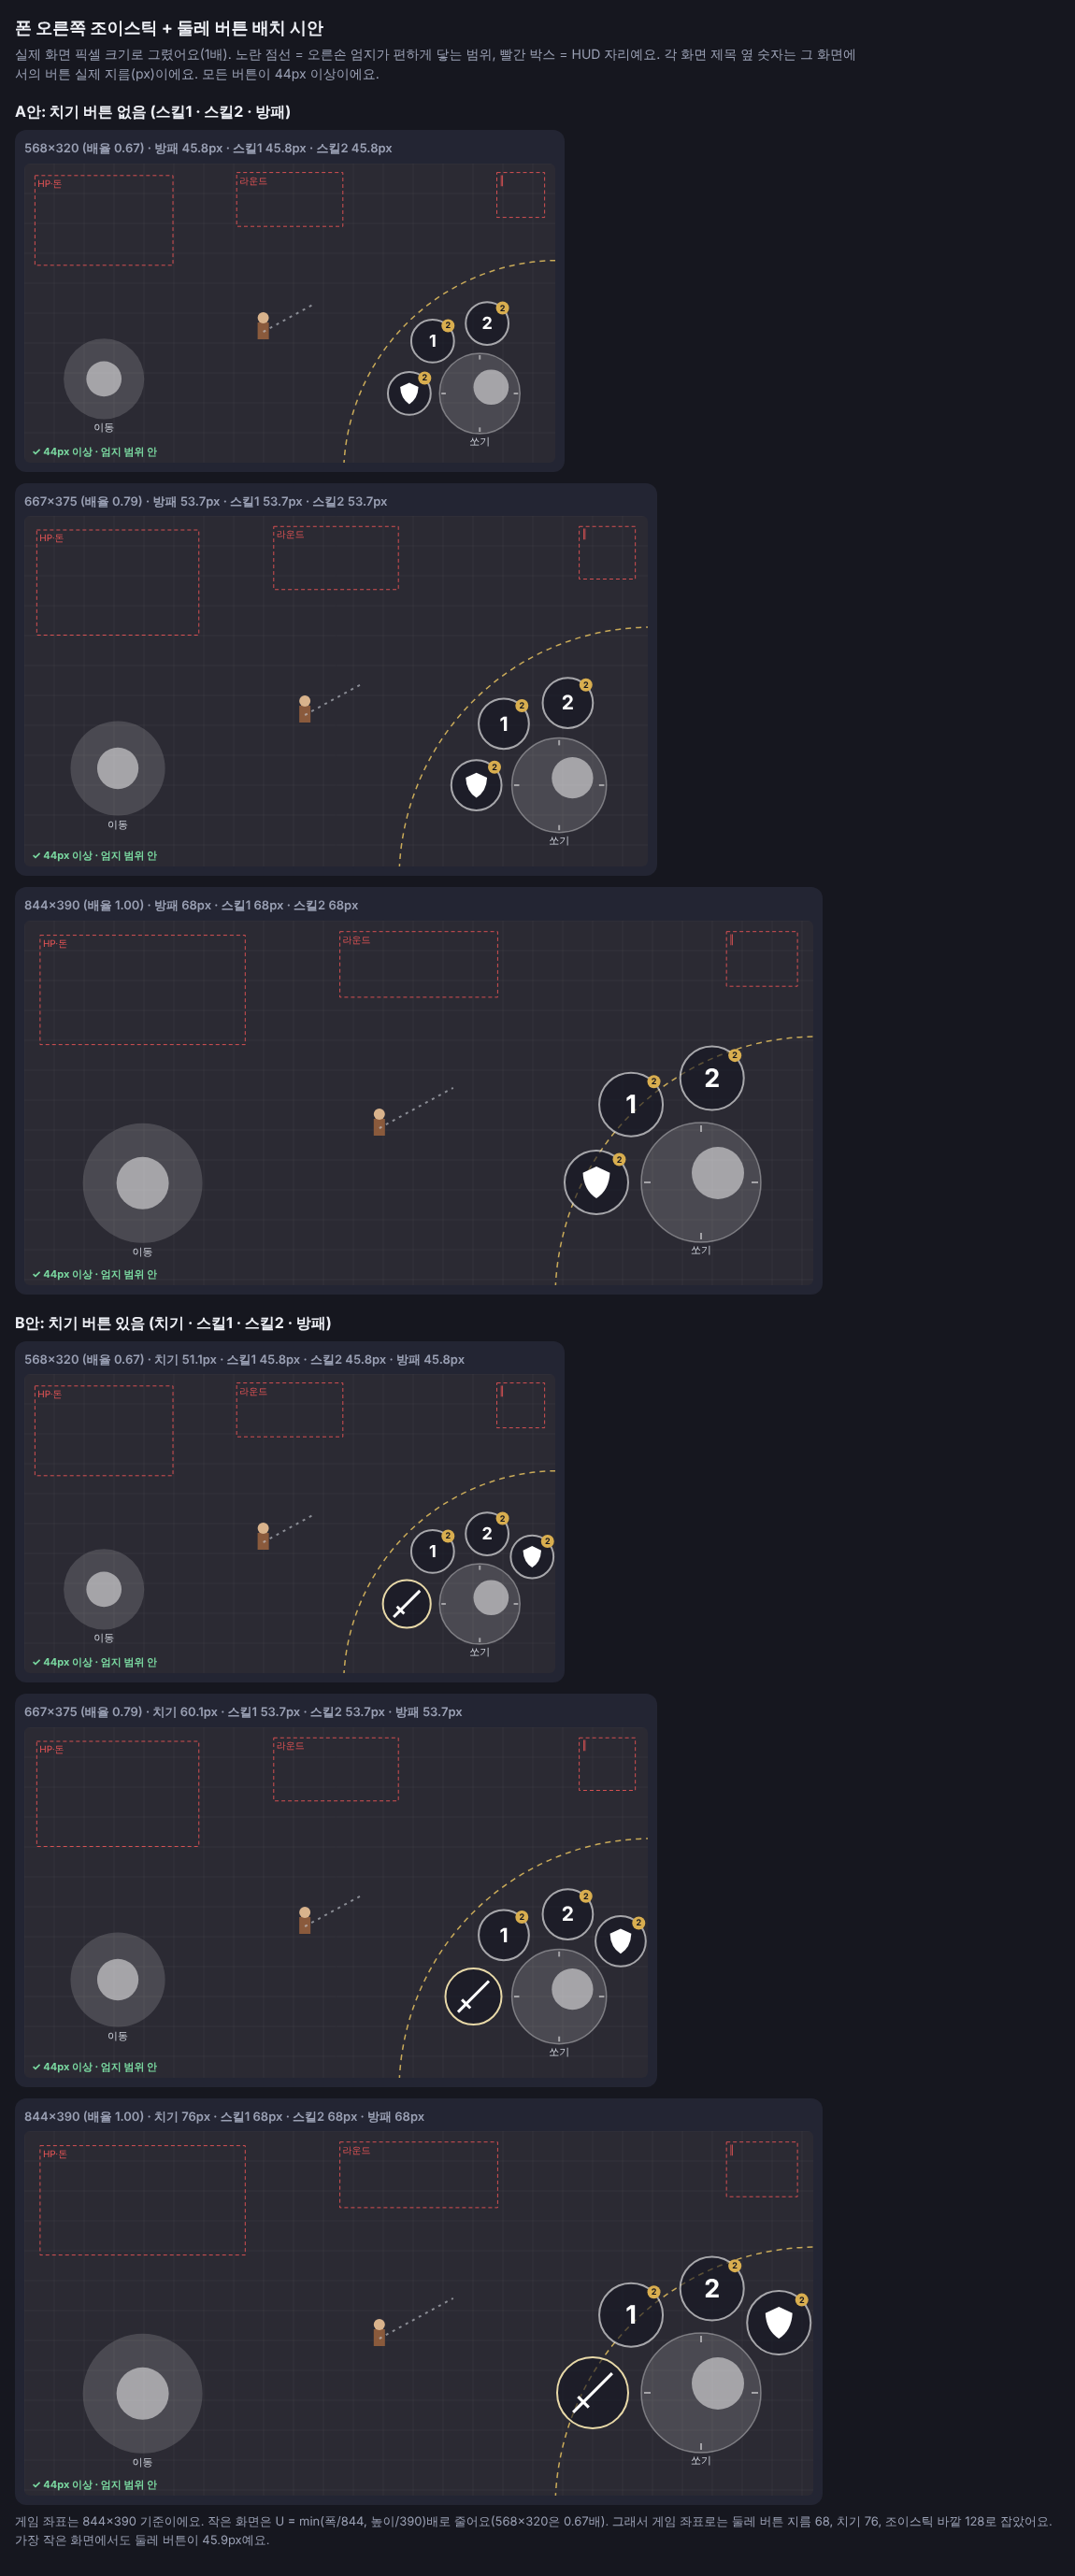 폰 오른쪽 조이스틱 + 둘레 버튼 배치 시안
실제 화면 픽셀 크기로 그렸어요(1배). 노란 점선 = 오른손 엄지가 편하게 닿는 범위, 빨간 박스 = HUD 자리예요. 각 화면 제목 옆 숫자는 그 화면에
서의 버튼 실제 지름(px)이에요. 모든 버튼이 44px 이상이에요.
A안: 치기 버튼 없음 (스킬1 · 스킬2 · 방패)
568×320 (배율 0.67) · 방패 45.8px · 스킬1 45.8px · 스킬2 45.8px
HP·돈
라운드
2
2
1
2
2
이동
쏘기
✓ 44px 이상 · 엄지 범위 안
667×375 (배율 0.79) · 방패 53.7px · 스킬1 53.7px · 스킬2 53.7px
HP·돈
라운드
2
2
1
2
2
이동
쏘기
✓ 44px 이상 · 엄지 범위 안
844×390 (배율 1.00) · 방패 68px · 스킬1 68px · 스킬2 68px
HP·돈
라운드
2
2
1
2
2
이동
쏘기
✓ 44px 이상 · 엄지 범위 안
B안: 치기 버튼 있음 (치기 · 스킬1 · 스킬2 · 방패)
568×320 (배율 0.67) · 치기 51.1px · 스킬1 45.8px · 스킬2 45.8px · 방패 45.8px
HP·돈
라운드
2
2
1
2
2
이동
쏘기
✓ 44px 이상 · 엄지 범위 안
667×375 (배율 0.79) · 치기 60.1px · 스킬1 53.7px · 스킬2 53.7px · 방패 53.7px
HP·돈
라운드
2
2
1
2
2
이동
쏘기
✓ 44px 이상 · 엄지 범위 안
844×390 (배율 1.00) · 치기 76px · 스킬1 68px · 스킬2 68px · 방패 68px
HP·돈
라운드
2
2
1
2
2
이동
쏘기
✓ 44px 이상 · 엄지 범위 안
게임 좌표는 844×390 기준이에요. 작은 화면은 U = min(폭/844, 높이/390)배로 줄어요(568×320은 0.67배). 그래서 게임 좌표로는 둘레 버튼 지름 68, 치기 76, 조이스틱 바깥 128로 잡았어요.
가장 작은 화면에서도 둘레 버튼이 45.9px예요.